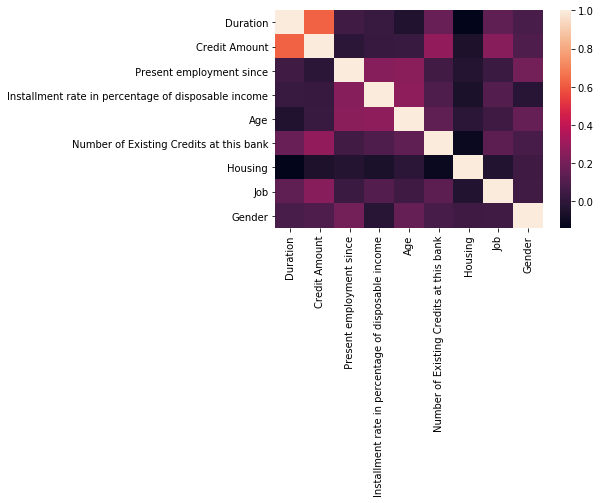 Duration
Credit Amount
Present employment since
Installment rate in percentage of disposable income
Age
Number of Existing Credits at this bank
Housing
Job
Gender
1.0
0.8
0.6
0.4
0.2
0.0
Duration
Credit Amount
Present employment since
Installment rate in percentage of disposable income
Age
Number of Existing Credits at this bank
Housing
Job
Gender